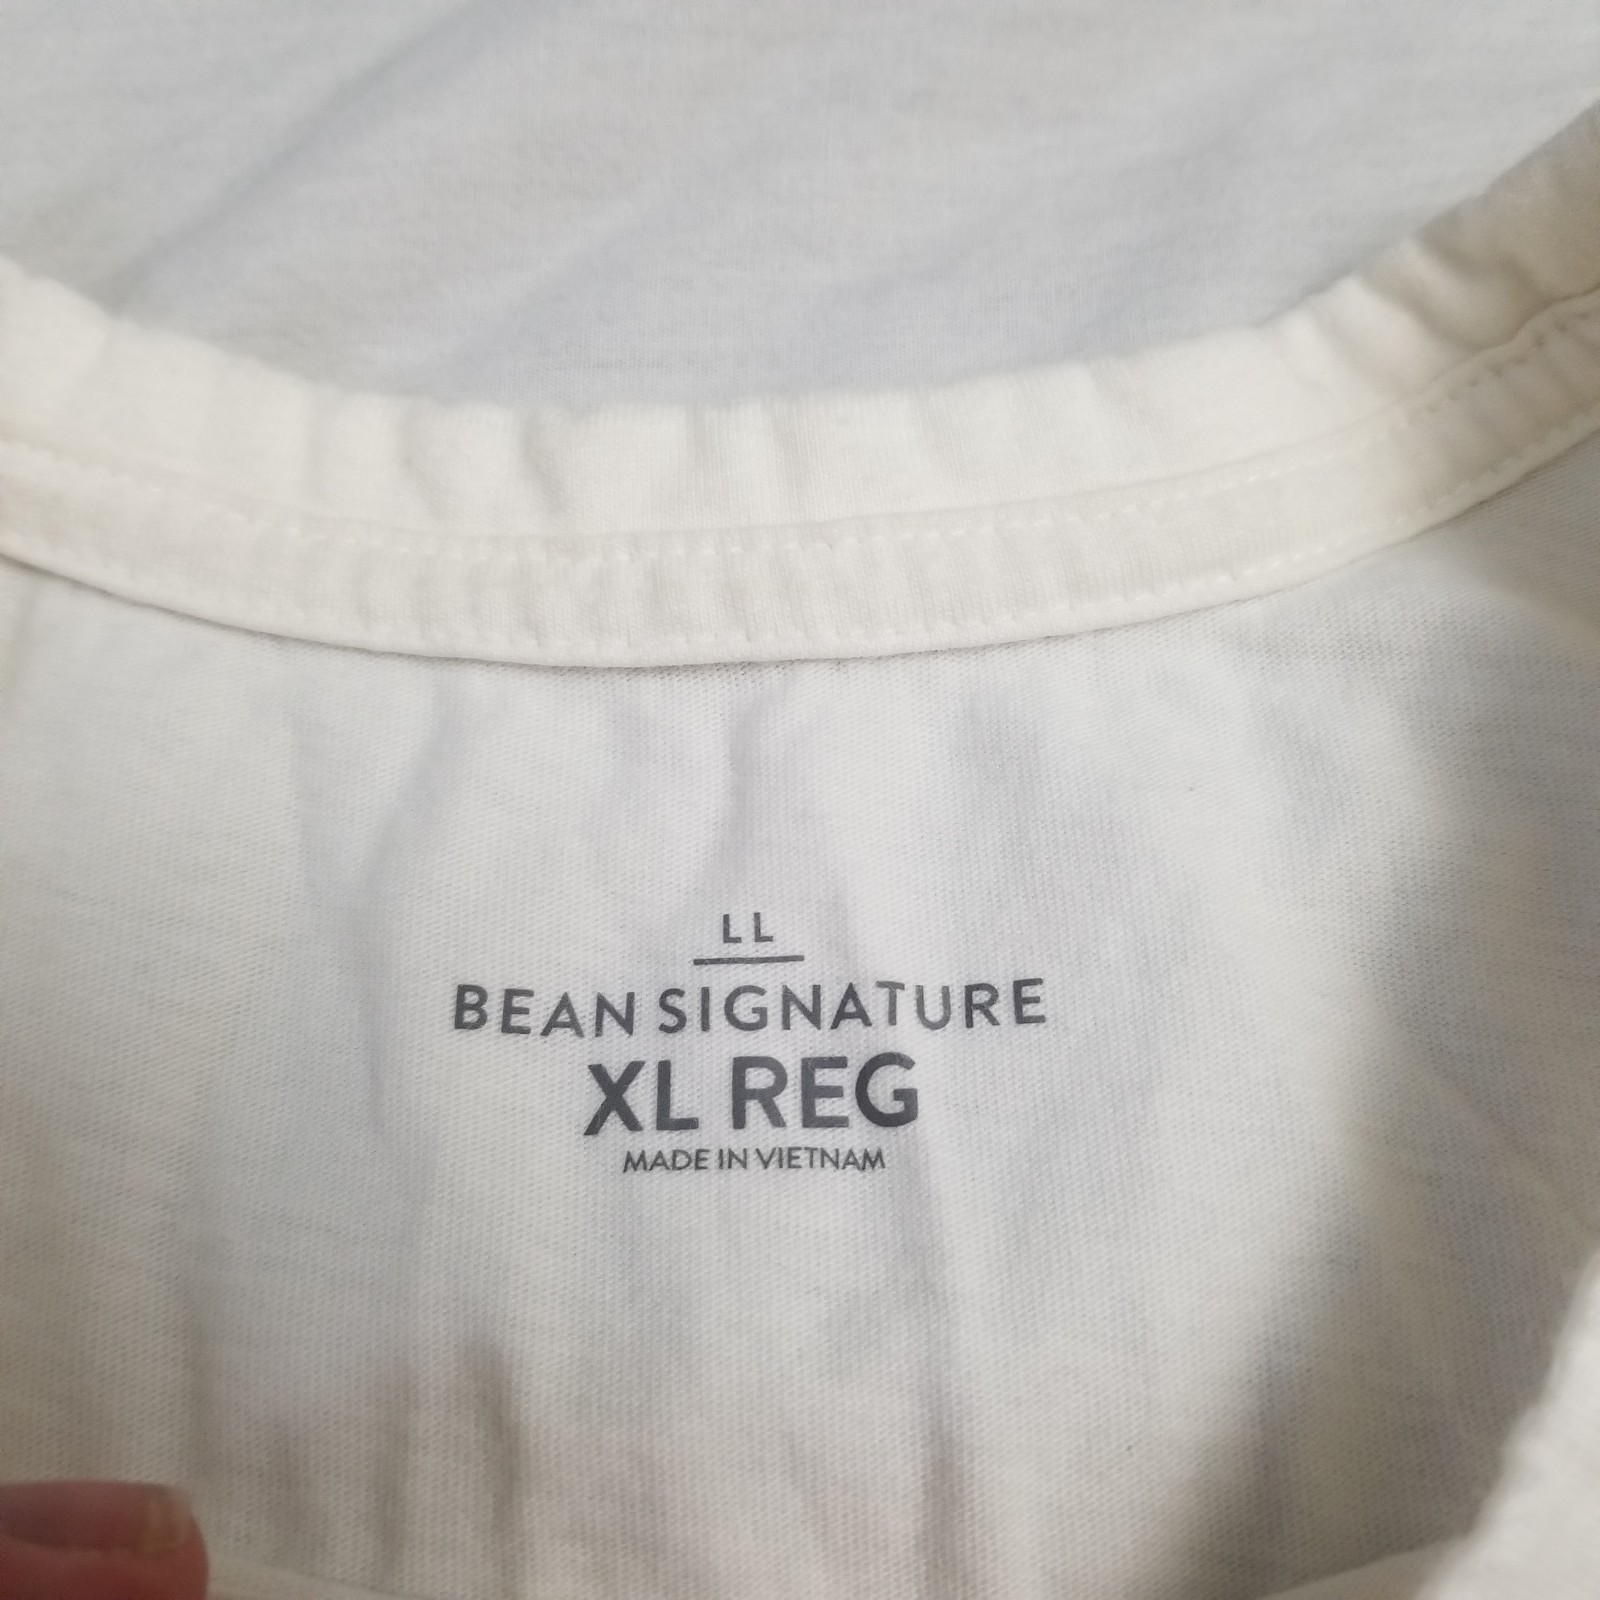 LL
BEAN SIGNATURE
XL REG
MADE IN VIETNAM